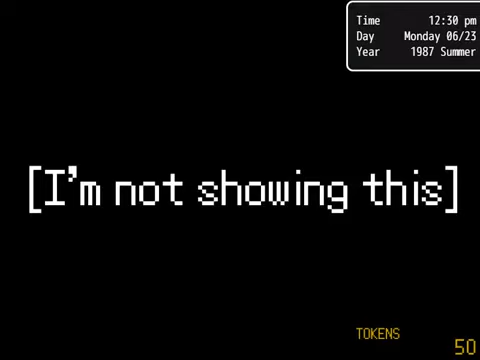 Time 12:30 pm
Day Monday 06/23
Year 1987 Summer
[I'm not showing this]
TOKENS
50